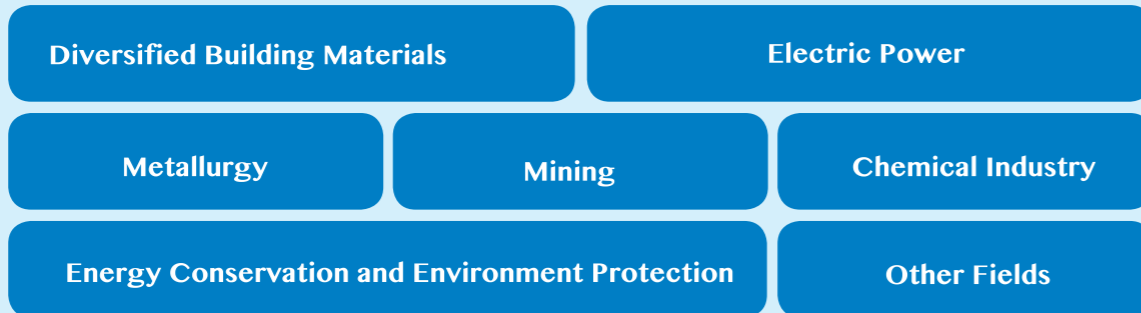 Diversified Building Materials
Electric Power
Metallurgy
Mining
Chemical Industry
Energy Conservation and Environment Protection
Other Fields